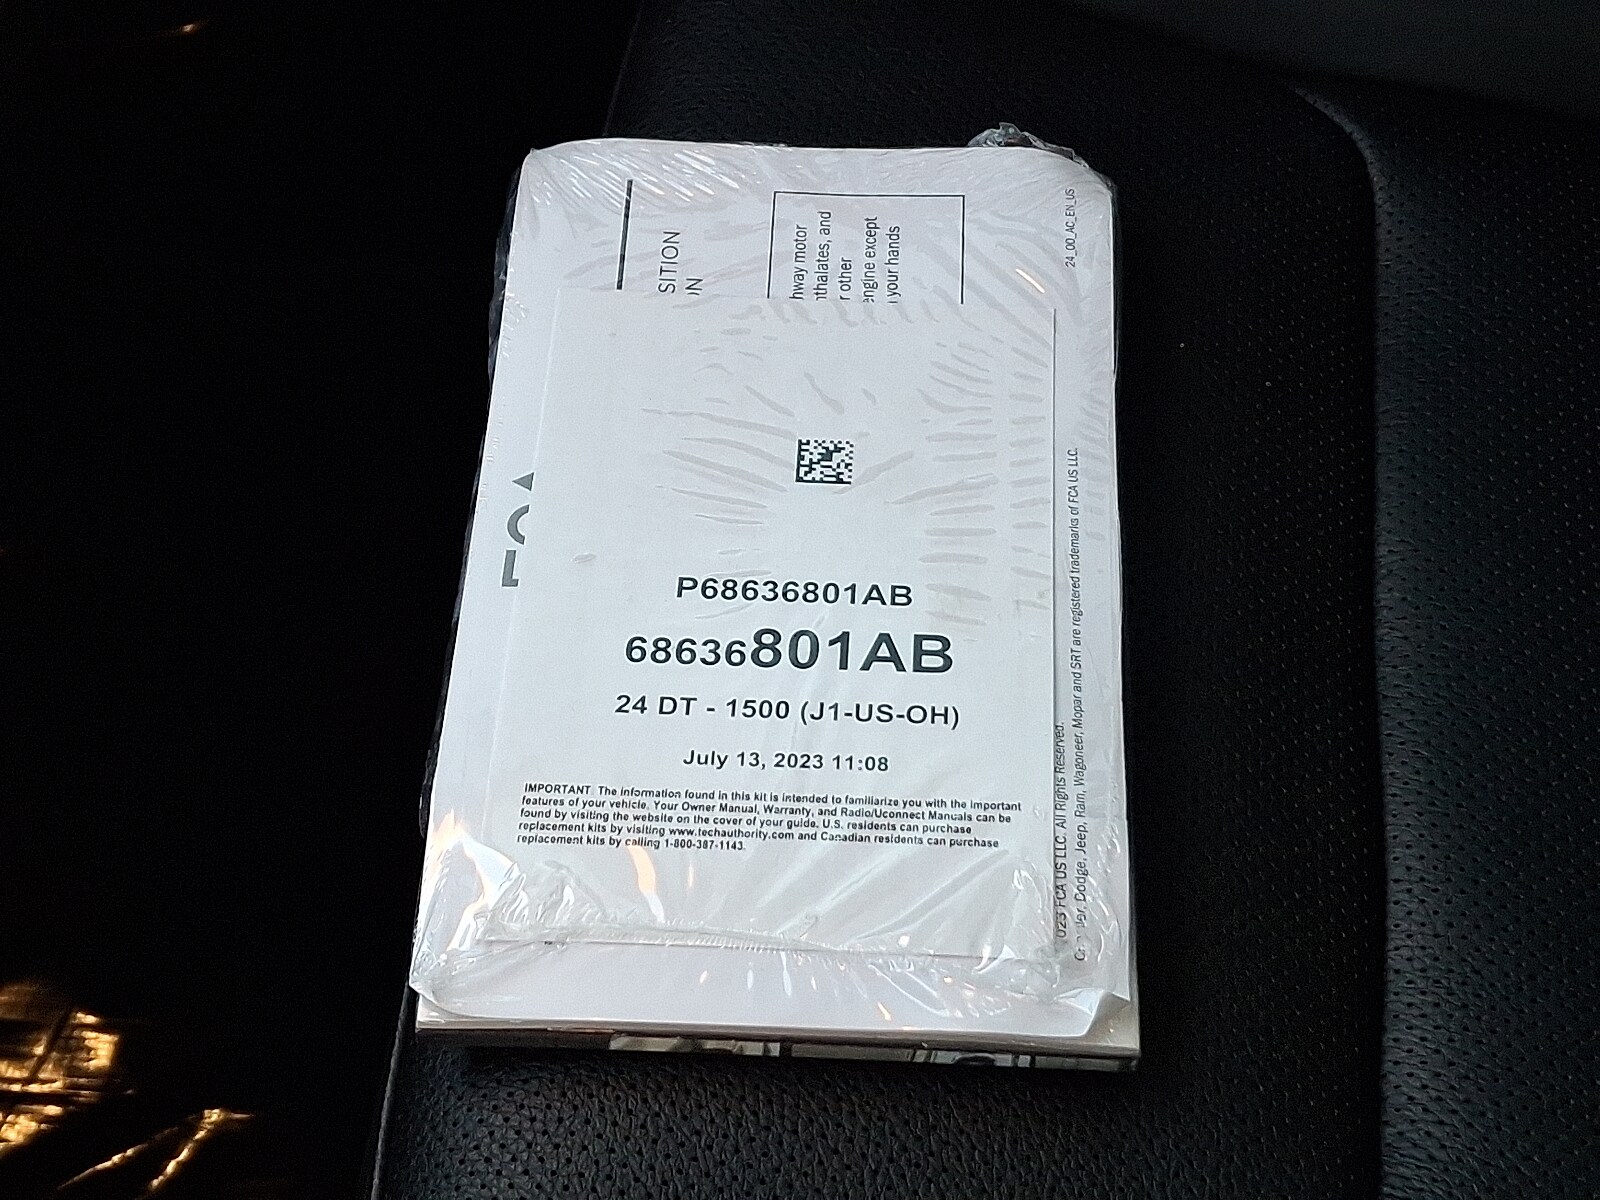 SITION
ON
hway motor
hthalates, and
r other
engine except
your hands
24_00_AC_EN_US
FCA
P68636801AB
68636801AB
24 DT - 1500 (J1-US-OH)
July 13, 2023 11:08
IMPORTANT The information found in this kit is intended to familiarize you with the important
features of your vehicle. Your Owner Manual, Warranty, and Radio/Uconnect Manuals can be
found by visiting the website on the cover of your guide. U.S. residents can purchase
replacement kits by visiting www.techauthority.com and Canadian residents can purchase
replacement kits by calling 1-800-387-1143.
023 FCA US LLC. All Rights Reserved.
Dodge, Jeep, Ram, Wagoneer, Mopar and SRT are registered trademarks of FCA US LLC.